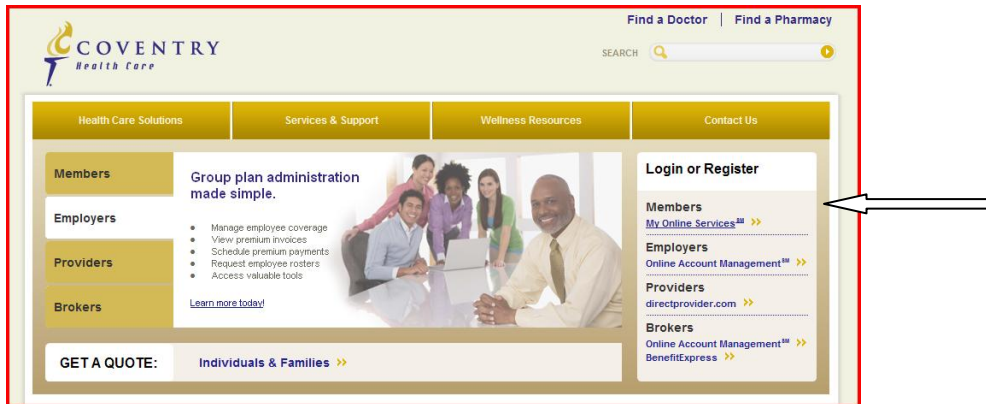 Find a Doctor | Find a Pharmacy
COVENTRY
Health Care
SEARCH
Health Care Solutions Services & Support Wellness Resources Contact Us
Members
Employers
Providers
Brokers
Group plan administration
made simple.
• Manage employee coverage
• View premium invoices
• Schedule premium payments
• Request employee rosters
• Access valuable tools
Learn more today!
Login or Register
Members
My Online Services℠ >>
Employers
Online Account Management℠ >>
Providers
directprovider.com >>
Brokers
Online Account Management℠ >>
BenefitExpress >>
GET A QUOTE: Individuals & Families >>